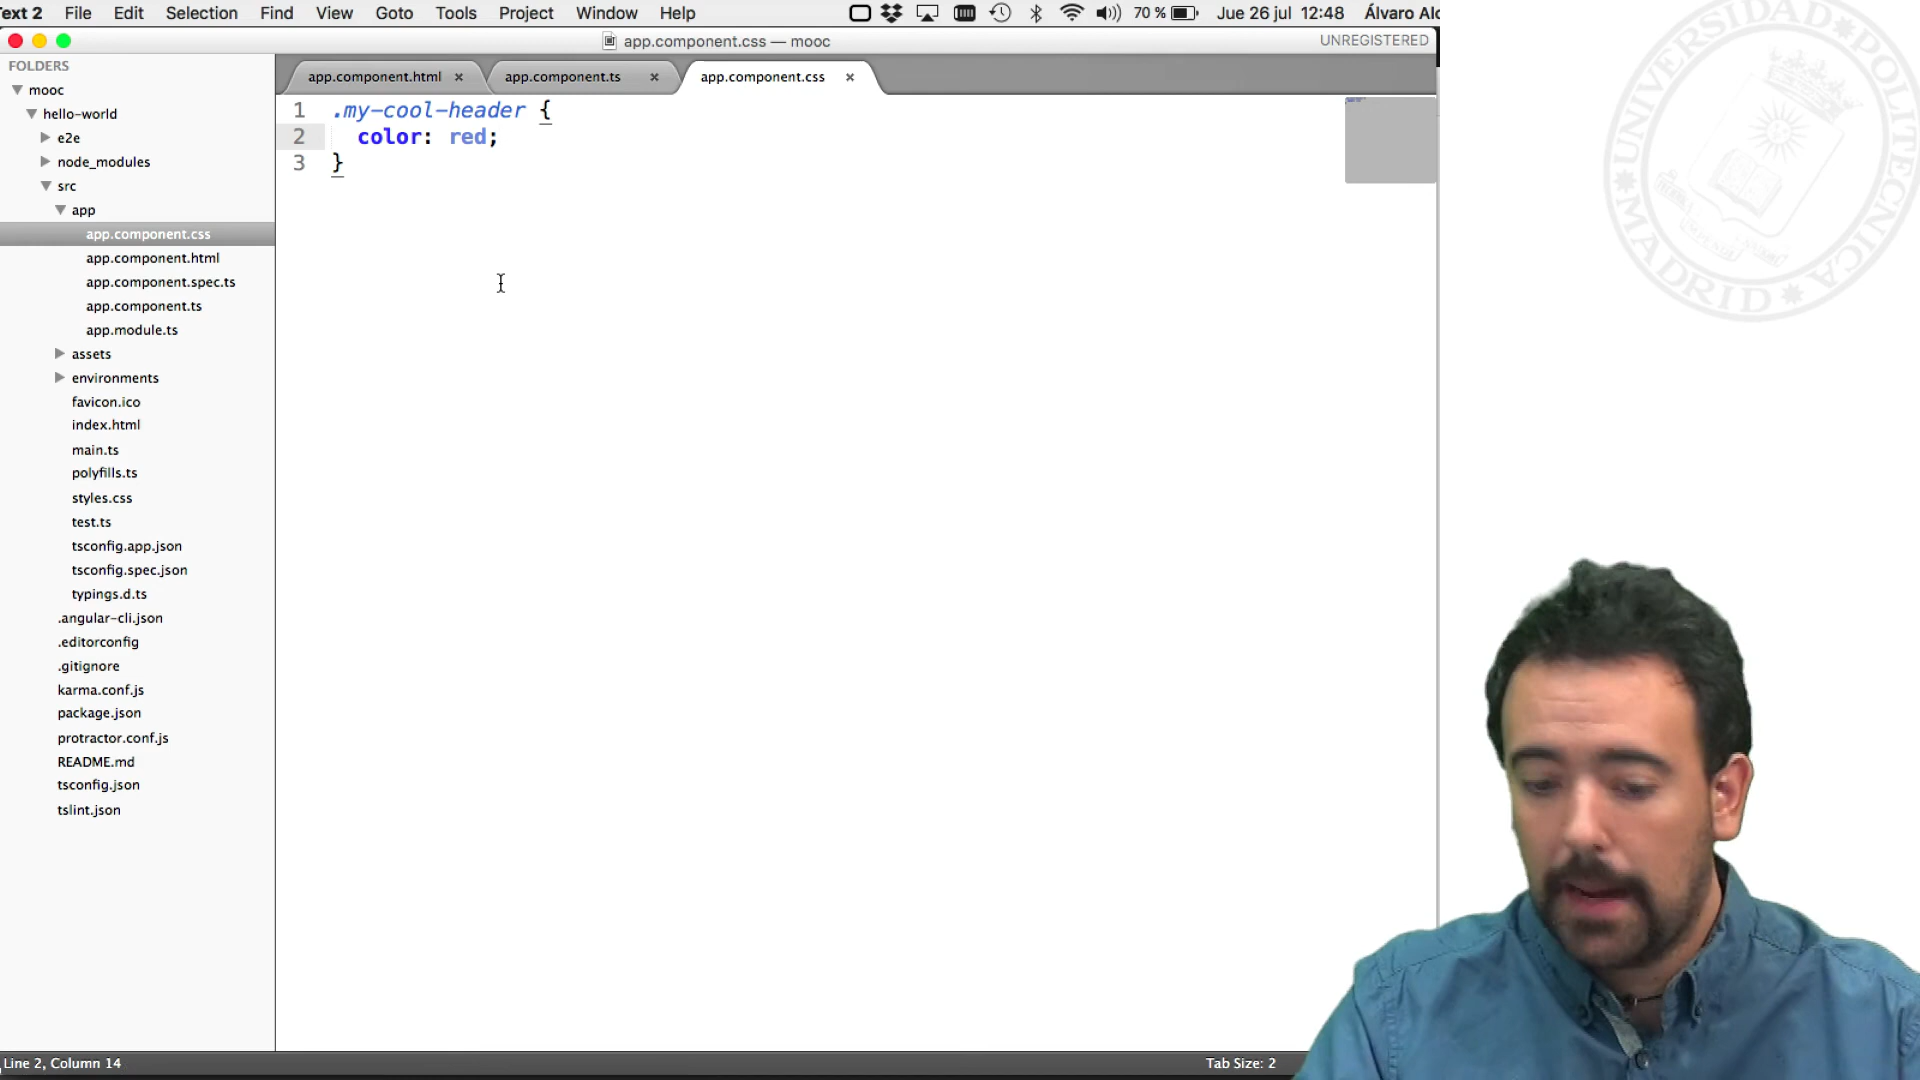 Text 2 File Edit Selection Find View Goto Tools Project Window Help 70 % Jue 26 jul 12:48 Álvaro Alo
app.component.css — mooc
UNREGISTERED
FOLDERS
mooc
hello-world
e2e
node_modules
src
app
app.component.css
app.component.html
app.component.spec.ts
app.component.ts
app.module.ts
assets
environments
favicon.ico
index.html
main.ts
polyfills.ts
styles.css
test.ts
tsconfig.app.json
tsconfig.spec.json
typings.d.ts
.angular-cli.json
.editorconfig
.gitignore
karma.conf.js
package.json
protractor.conf.js
README.md
tsconfig.json
tslint.json
app.component.html × app.component.ts × app.component.css ×
1 .my-cool-header {
2 color: red;
3 }
Line 2, Column 14
Tab Size: 2
UNIVERSIDAD POLITECNICA
MADRID